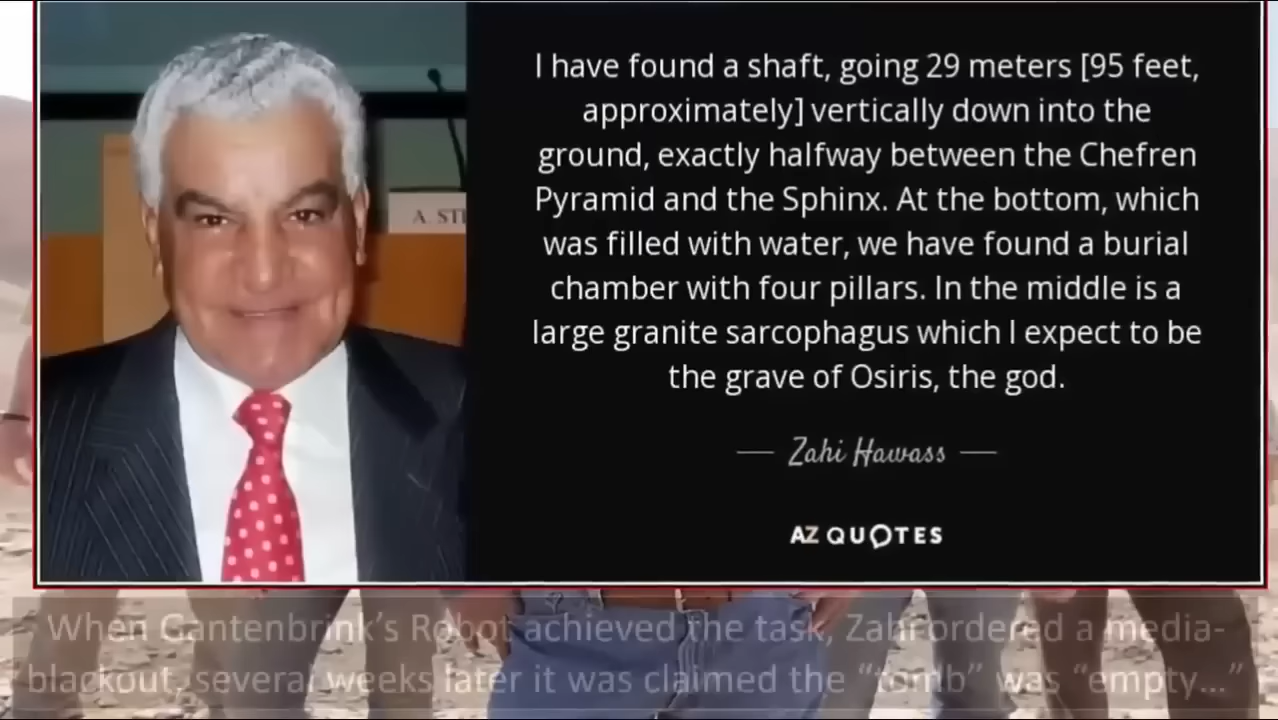 A. STE
I have found a shaft, going 29 meters [95 feet,
approximately] vertically down into the
ground, exactly halfway between the Chefren
Pyramid and the Sphinx. At the bottom, which
was filled with water, we have found a burial
chamber with four pillars. In the middle is a
large granite sarcophagus which I expect to be
the grave of Osiris, the god.
— Zahi Hawass —
AZ QUOTES
When Gantenbrink’s Robot achieved the task, Zahi ordered a media-
blackout, several weeks later it was claimed the “tomb” was “empty...”